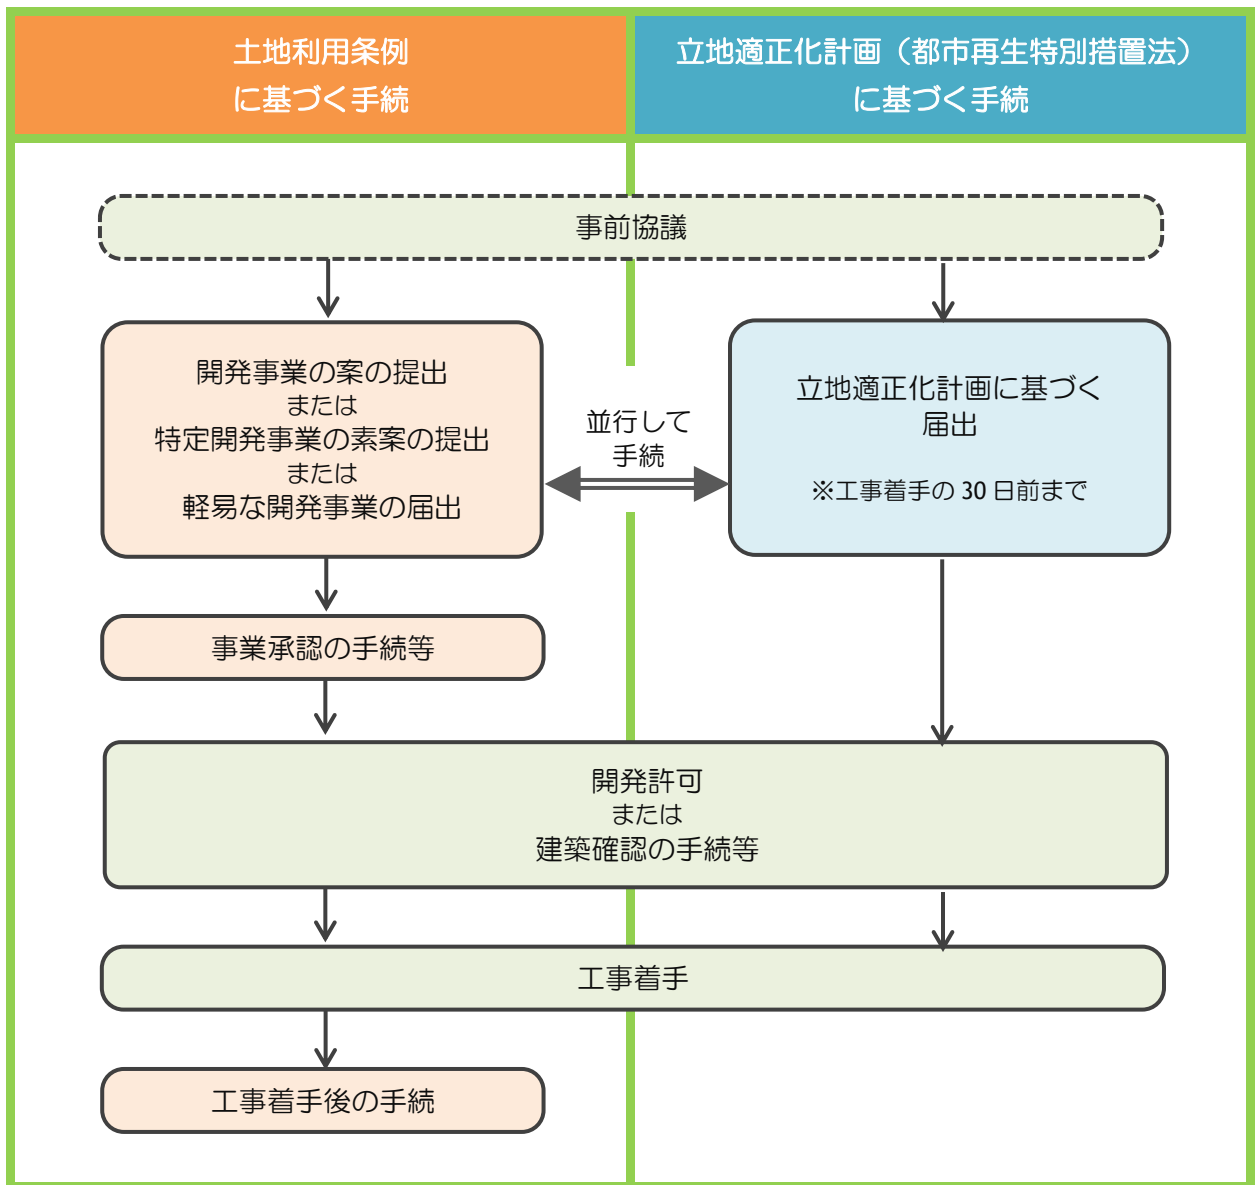 土地利用条例
に基づく手続
立地適正化計画（都市再生特別措置法）
に基づく手続
事前協議
開発事業の案の提出
または
特定開発事業の素案の提出
または
軽易な開発事業の届出
並行して
手続
立地適正化計画に基づく
届出
※工事着手の 30 日前まで
事業承認の手続等
開発許可
または
建築確認の手続等
工事着手
工事着手後の手続